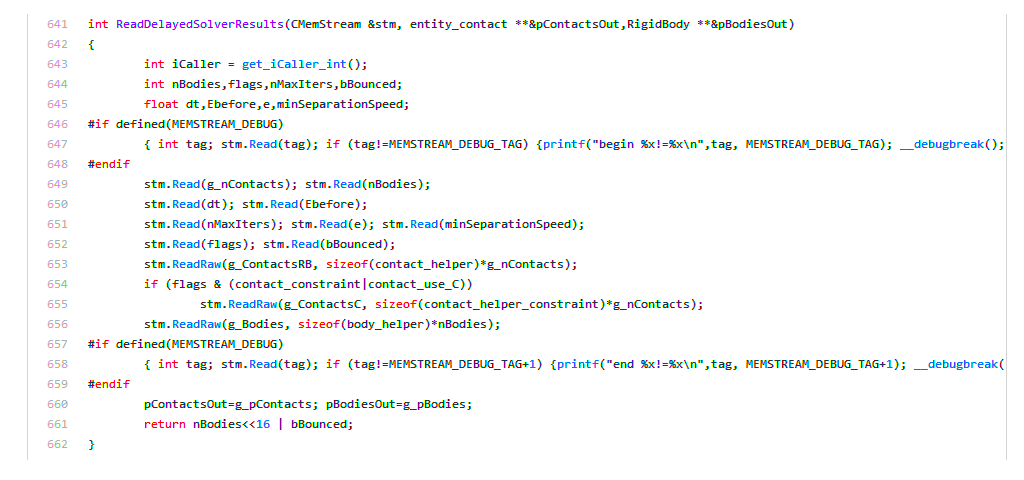 641 int ReadDelayedSolverResults(CMemStream &stm, entity_contact **&pContactsOut,RigidBody **&pBodiesOut)
642 {
643 int iCaller = get_iCaller_int();
644 int nBodies,flags,nMaxIters,bBounced;
645 float dt,Ebefore,e,minSeparationSpeed;
646 #if defined(MEMSTREAM_DEBUG)
647 { int tag; stm.Read(tag); if (tag!=MEMSTREAM_DEBUG_TAG) {printf("begin %x!=%x\n",tag, MEMSTREAM_DEBUG_TAG); __debugbreak();
648 #endif
649 stm.Read(g_nContacts); stm.Read(nBodies);
650 stm.Read(dt); stm.Read(Ebefore);
651 stm.Read(nMaxIters); stm.Read(e); stm.Read(minSeparationSpeed);
652 stm.Read(flags); stm.Read(bBounced);
653 stm.ReadRaw(g_ContactsRB, sizeof(contact_helper)*g_nContacts);
654 if (flags & (contact_constraint|contact_use_C))
655 stm.ReadRaw(g_ContactsC, sizeof(contact_helper_constraint)*g_nContacts);
656 stm.ReadRaw(g_Bodies, sizeof(body_helper)*nBodies);
657 #if defined(MEMSTREAM_DEBUG)
658 { int tag; stm.Read(tag); if (tag!=MEMSTREAM_DEBUG_TAG+1) {printf("end %x!=%x\n",tag, MEMSTREAM_DEBUG_TAG+1); __debugbreak(
659 #endif
660 pContactsOut=g_pContacts; pBodiesOut=g_pBodies;
661 return nBodies<<16 | bBounced;
662 }